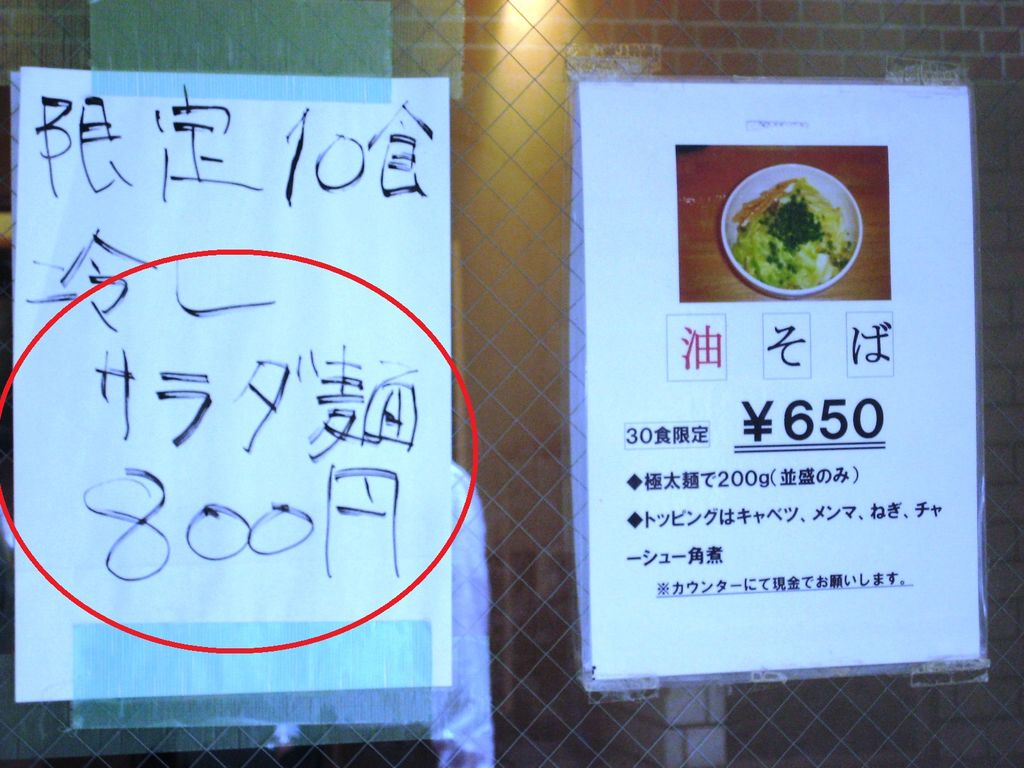 限定10食
冷し
サラダ麺
800円
油そば
30食限定 ¥650
◆極太麺で200g(並盛のみ)
◆トッピングはキャベツ、メンマ、ねぎ、チャ
ーシュー角煮
※カウンターにて現金でお願いします。